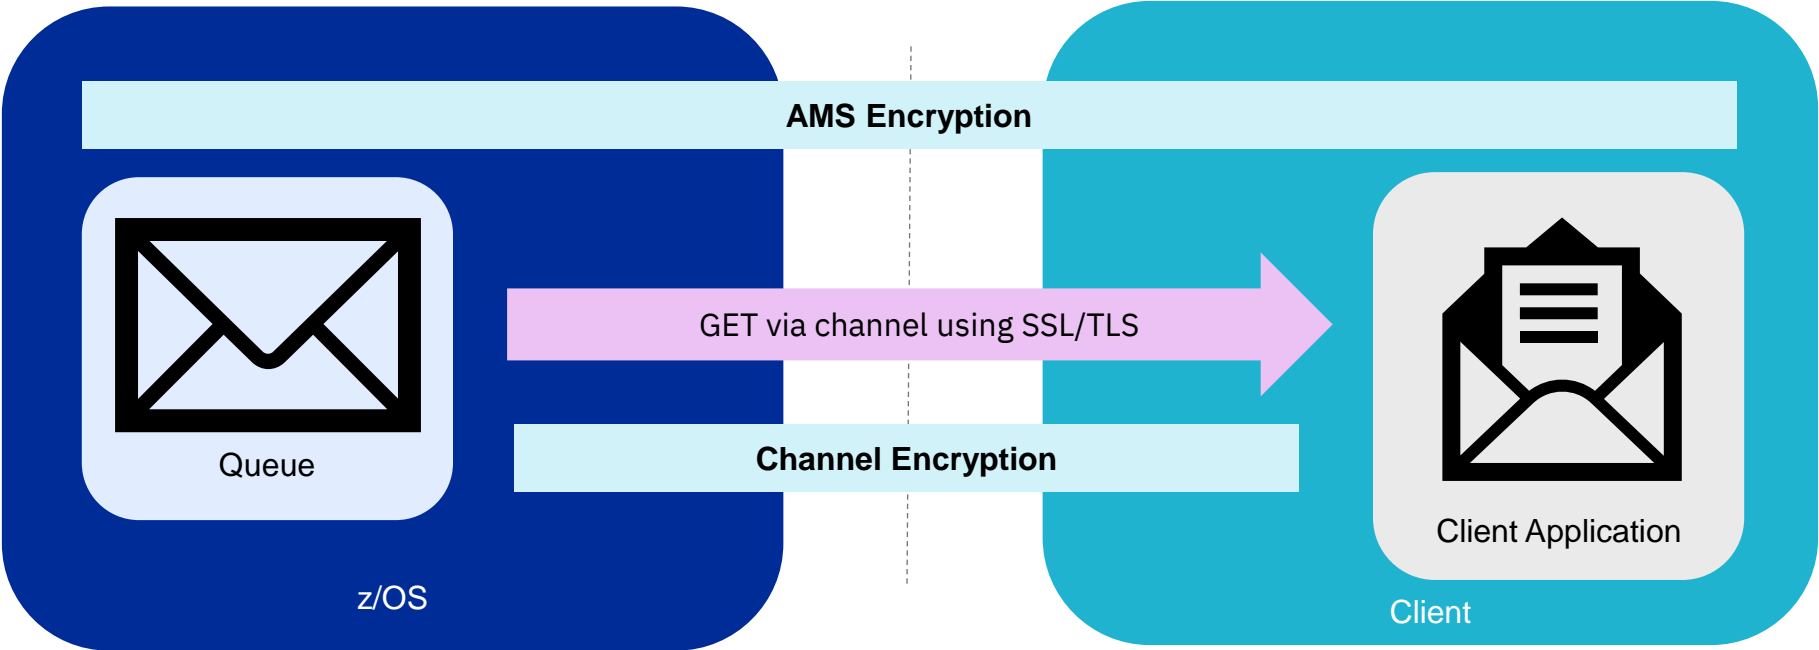 AMS Encryption
GET via channel using SSL/TLS
Channel Encryption
Queue
Client Application
z/OS
Client